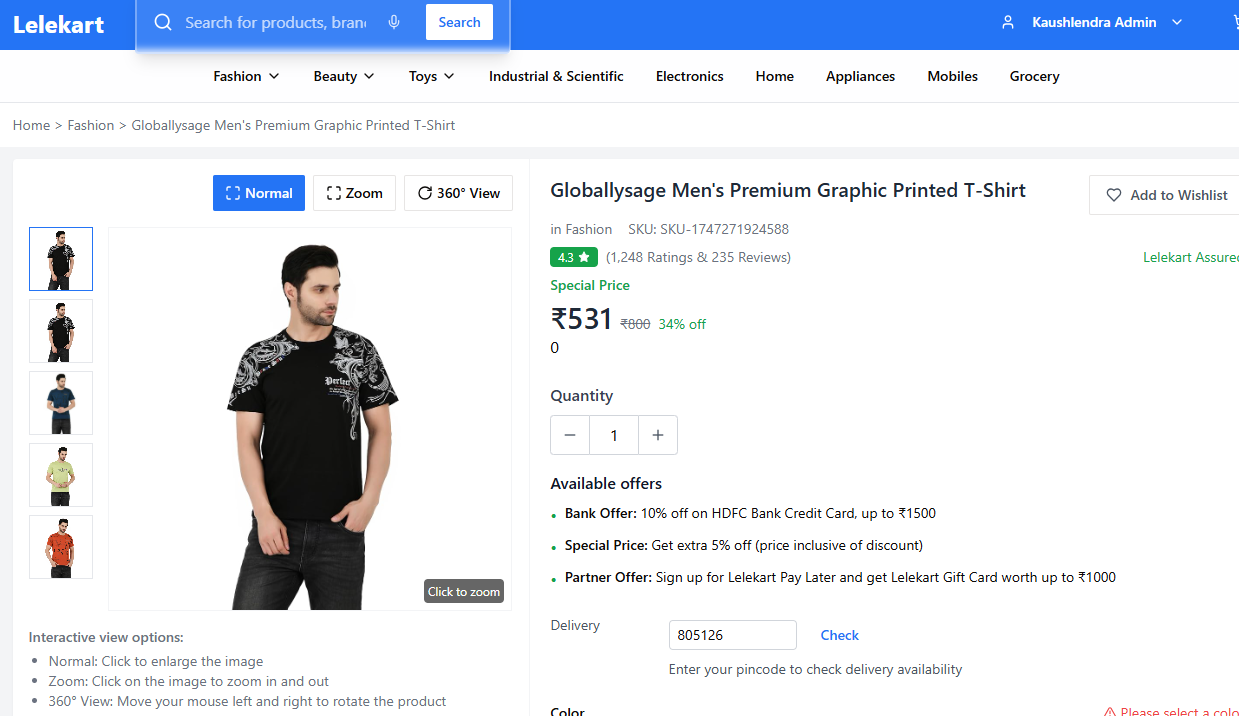 Lelekart
Search for products, bran
Search
Kaushlendra Admin
Fashion Beauty Toys Industrial & Scientific Electronics Home Appliances Mobiles Grocery
Home > Fashion > Globallysage Men's Premium Graphic Printed T-Shirt
Normal Zoom 360° View
Perfect
Click to zoom
Interactive view options:
• Normal: Click to enlarge the image
• Zoom: Click on the image to zoom in and out
• 360° View: Move your mouse left and right to rotate the product
Globallysage Men's Premium Graphic Printed T-Shirt
Add to Wishlist
in Fashion SKU: SKU-1747271924588
4.3 ★ (1,248 Ratings & 235 Reviews)
Lelekart Assured
Special Price
₹531 ₹800 34% off
0
Quantity
− 1 +
Available offers
• Bank Offer: 10% off on HDFC Bank Credit Card, up to ₹1500
• Special Price: Get extra 5% off (price inclusive of discount)
• Partner Offer: Sign up for Lelekart Pay Later and get Lelekart Gift Card worth up to ₹1000
Delivery
805126
Check
Enter your pincode to check delivery availability
Color
Please select a colo